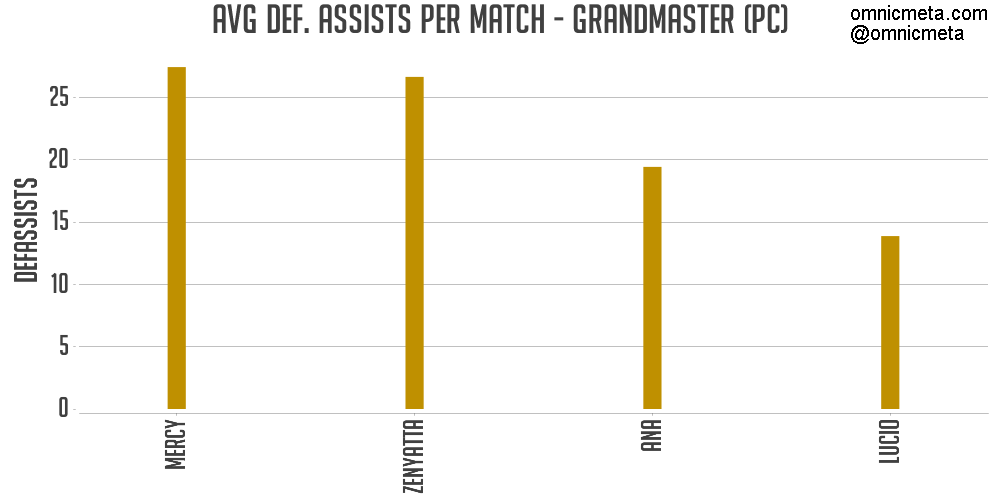 AVG DEF. ASSISTS PER MATCH - GRANDMASTER (PC)
omnicmeta.com
@omnicmeta
DEFASSISTS
25
20
15
10
5
0
MERCY
ZENYATTA
ANA
LUCIO